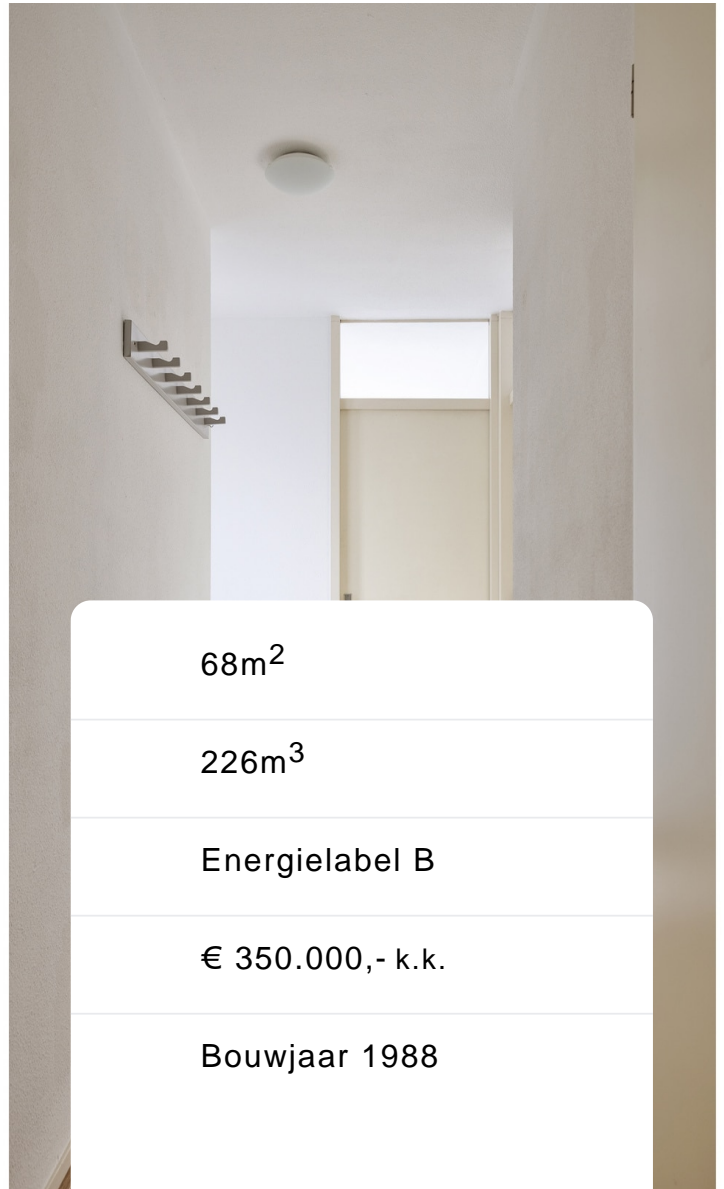 68m²
226m³
Energielabel B
€ 350.000,- k.k.
Bouwjaar 1988